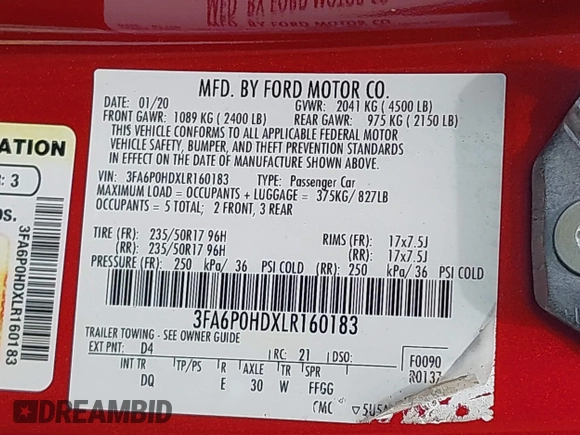 MFD. BY FORD MOTOR CO.
DATE: 01/20 GVWR: 2041 KG ( 4500 LB)
FRONT GAWR: 1089 KG ( 2400 LB) REAR GAWR: 975 KG ( 2150 LB)
THIS VEHICLE CONFORMS TO ALL APPLICABLE FEDERAL MOTOR
VEHICLE SAFETY, BUMPER, AND THEFT PREVENTION STANDARDS
IN EFFECT ON THE DATE OF MANUFACTURE SHOWN ABOVE.
VIN: 3FA6P0HDXLR160183 TYPE: Passenger Car
MAXIMUM LOAD = OCCUPANTS + LUGGAGE = 375KG/ 827LB
OCCUPANTS = 5 TOTAL; 2 FRONT, 3 REAR
TIRE (FR): 235/50R17 96H RIMS (FR): 17x7.5J
(RR): 235/50R17 96H (RR): 17x7.5J
PRESSURE (FR): 250 kPa/ 36 PSI COLD (RR): 250 kPa/ 36 PSI COLD
3FA6P0HDXLR160183
TRAILER TOWING - SEE OWNER GUIDE
EXT PNT: D4 RC: 21 DSO: F0090
INT TR TP/PS R AXLE TR SPR R0137
DQ E 30 W FFGG
3
3FA6P0HDXLR160183
DREAMBID